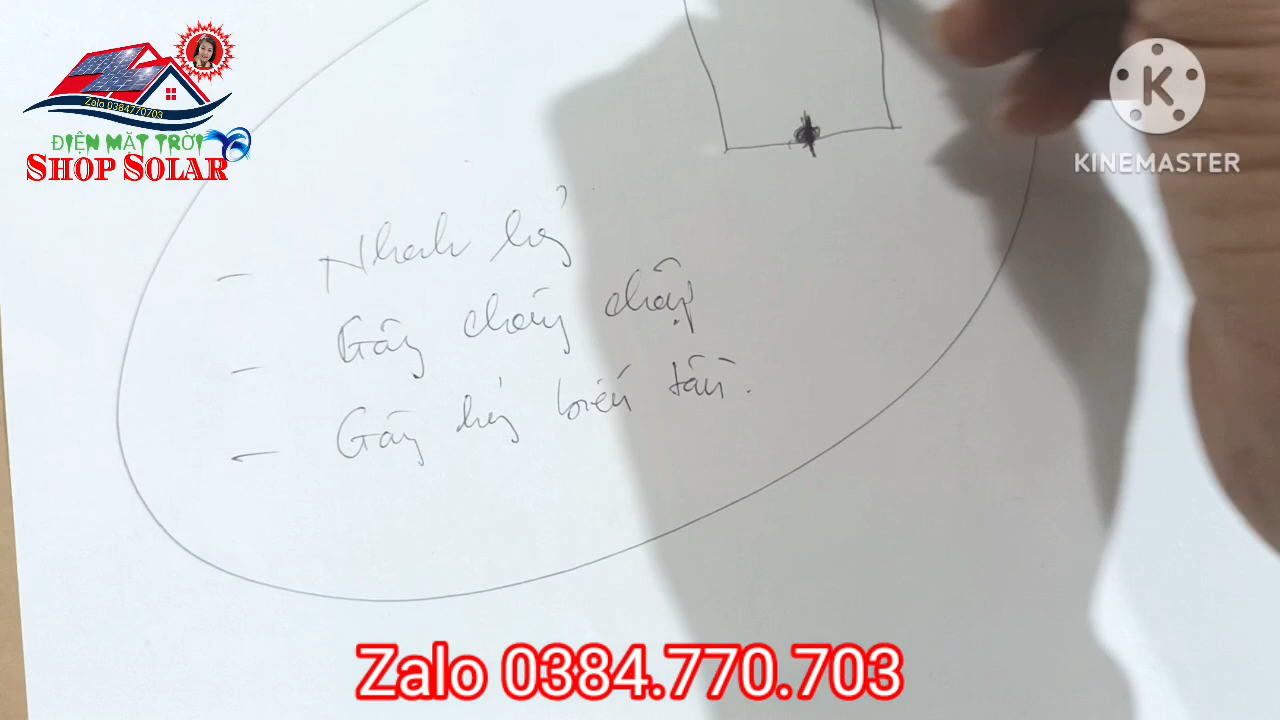 Zalo 0384770703
ĐIỆN MẶT TRỜI
SHOP SOLAR
KINEMASTER
- Nhanh hỏng
- Gây cháy chập
- Gây hỏng biến tần.
Zalo 0384.770.703